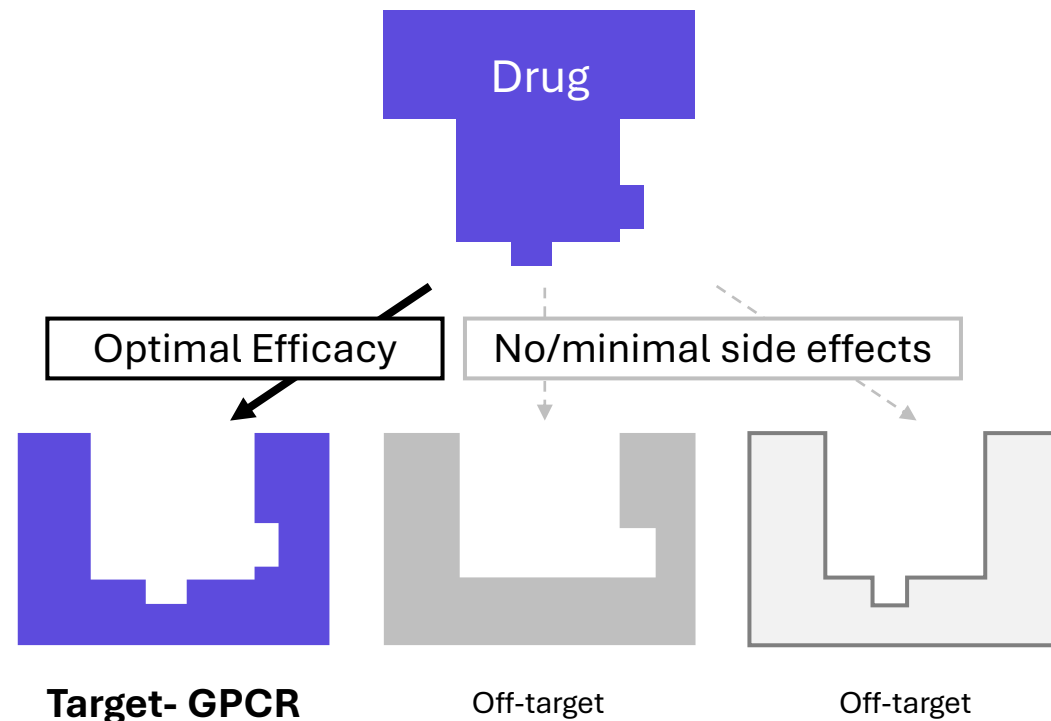 Drug
Optimal Efficacy
No/minimal side effects
Target- GPCR
Off-target
Off-target